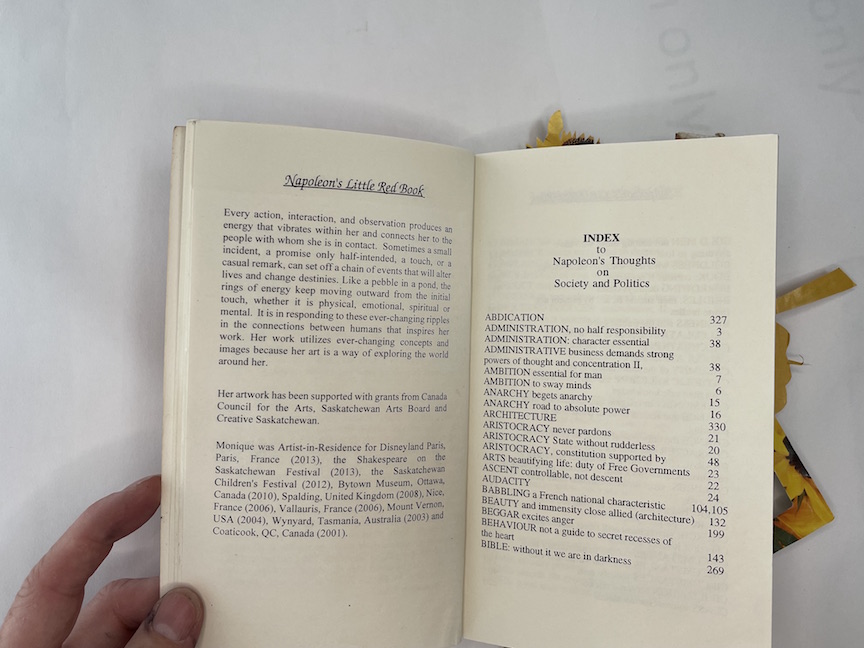 Napoleon's Little Red Book
Every action, interaction, and observation produces an
energy that vibrates within her and connects her to the
people with whom she is in contact. Sometimes a small
incident, a promise only half-intended, a touch, or a
casual remark, can set off a chain of events that will alter
lives and change destinies. Like a pebble in a pond, the
rings of energy keep moving outward from the initial
touch, whether it is physical, emotional, spiritual or
mental. It is in responding to these ever-changing ripples
in the connections between humans that inspires her
work. Her work utilizes ever-changing concepts and
images because her art is a way of exploring the world
around her.
Her artwork has been supported with grants from Canada
Council for the Arts, Saskatchewan Arts Board and
Creative Saskatchewan.
Monique was Artist-in-Residence for Disneyland Paris,
Paris, France (2013), the Shakespeare on the
Saskatchewan Festival (2013), the Saskatchewan
Children's Festival (2012), Bytown Museum, Ottawa,
Canada (2010), Spalding, United Kingdom (2008), Nice,
France (2006), Vallauris, France (2006), Mount Vernon,
USA (2004), Wynyard, Tasmania, Australia (2003) and
Coaticook, QC, Canada (2001).
INDEX
to
Napoleon's Thoughts
on
Society and Politics
ABDICATION 327
ADMINISTRATION, no half responsibility 3
ADMINISTRATION: character essential 38
ADMINISTRATIVE business demands strong
powers of thought and concentration II, 38
AMBITION essential for man 7
AMBITION to sway minds 6
ANARCHY begets anarchy 15
ANARCHY road to absolute power 16
ARCHITECTURE 330
ARISTOCRACY never pardons 21
ARISTOCRACY State without rudderless 20
ARISTOCRACY, constitution supported by 48
ARTS beautifying life: duty of Free Governments 23
ASCENT controllable, not descent 22
AUDACITY 24
BABBLING a French national characteristic 104,105
BEAUTY and immensity close allied (architecture) 132
BEGGAR excites anger 199
BEHAVIOUR not a guide to secret recesses of
the heart 143
BIBLE: without it we are in darkness 269
only
only